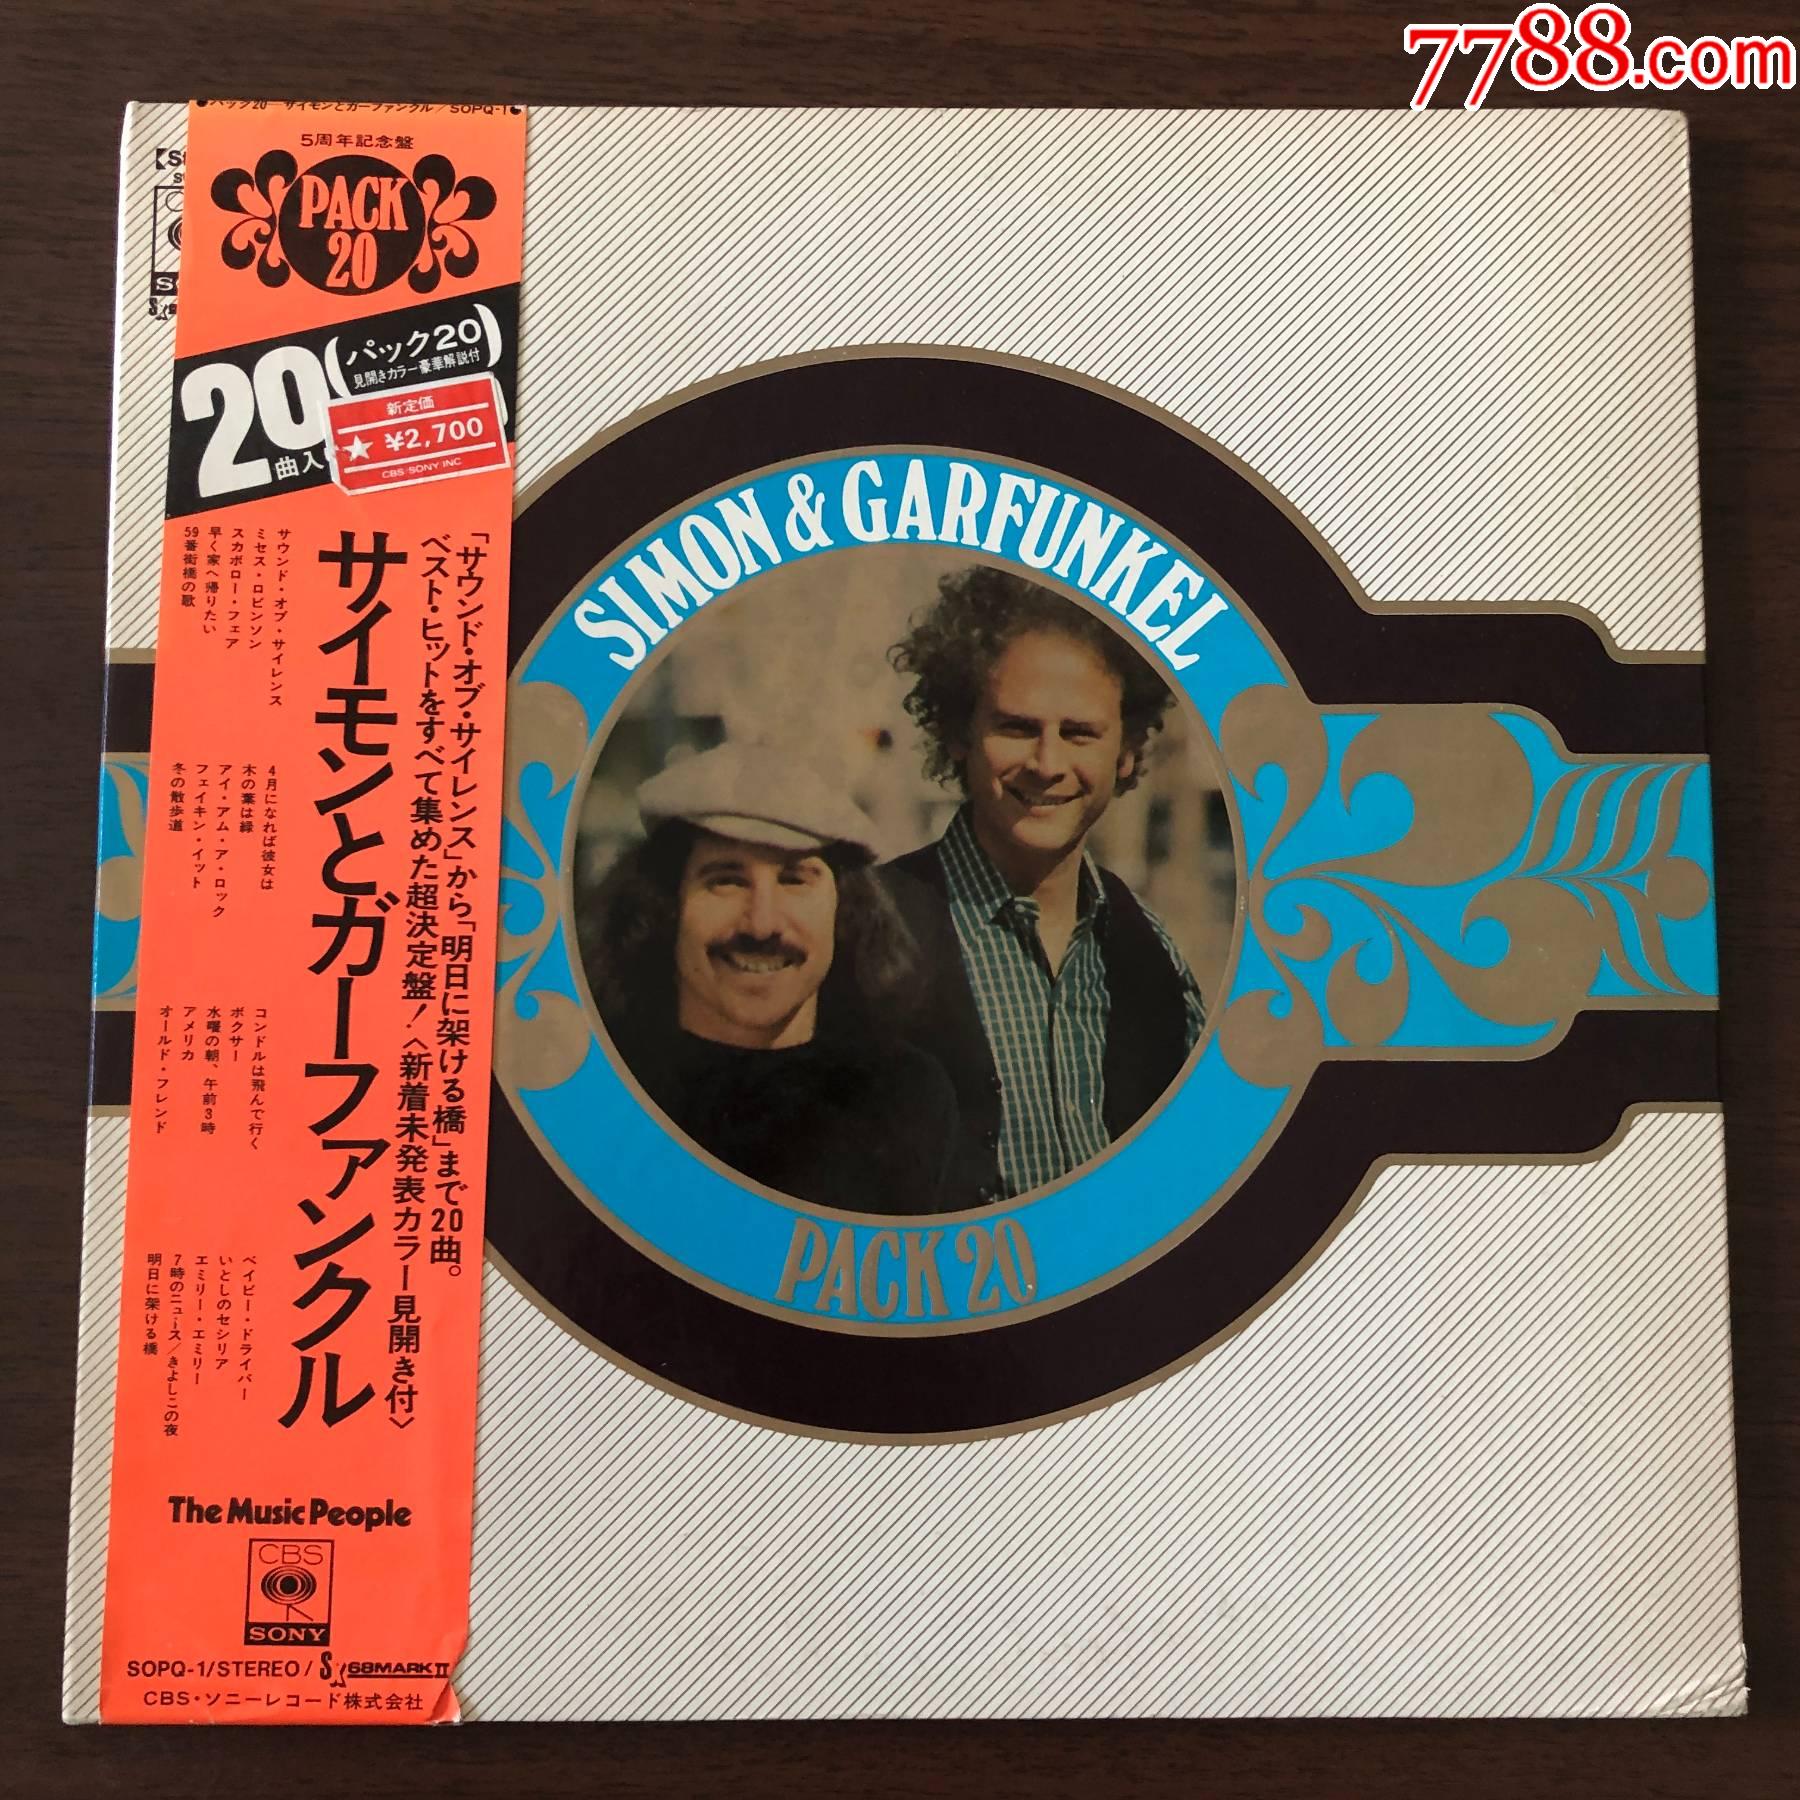 7788.com
●パック20—サイモンとガーファンクル/SOPQ-1●
5周年記念盤
PACK
20
20
(パック20
見開きカラー豪華解説付)
曲入り
新定価
★ ¥2,700
CBS/SONY INC
「サウンド・オブ・サイレンス」から「明日に架ける橋」まで20曲。
ベスト・ヒットをすべて集めた超決定盤!〈新着未発表カラー見開き付〉
サイモンとガーファンクル
サウンド・オブ・サイレンス
ミセス・ロビンソン
スカボロー・フェア
早く家へ帰りたい
59番街橋の歌
4月になれば彼女は
木の葉は緑
アイ・アム・ア・ロック
フェイキン・イット
冬の散歩道
コンドルは飛んで行く
ボクサー
水曜の朝、午前3時
アメリカ
オールド・フレンド
ベイビー・ドライバー
いとしのセシリア
エミリー・エミリー
7時のニュース/きよしこの夜
明日に架ける橋
The Music People
CBS
SONY
SOPQ-1/STEREO/SX68MARKII
CBS・ソニーレコード株式会社
SIMON & GARFUNKEL
PACK 20